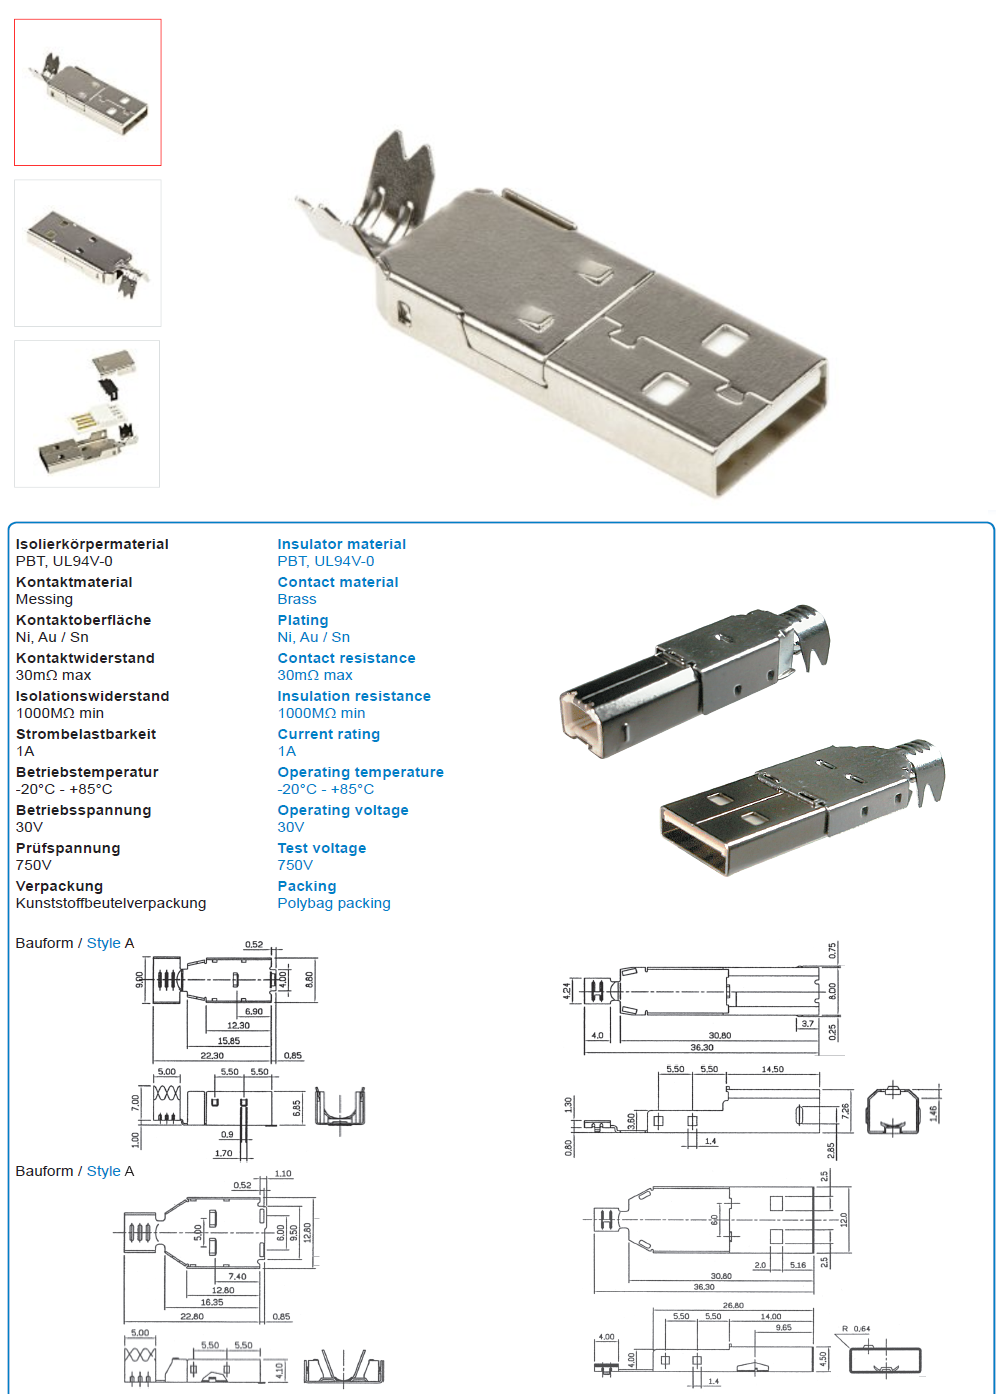 Isolierkörpermaterial
PBT, UL94V-0
Kontaktmaterial
Messing
Kontaktoberfläche
Ni, Au / Sn
Kontaktwiderstand
30mΩ max
Isolationswiderstand
1000MΩ min
Strombelastbarkeit
1A
Betriebstemperatur
-20°C - +85°C
Betriebsspannung
30V
Prüfspannung
750V
Verpackung
Kunststoffbeutelverpackung
Insulator material
PBT, UL94V-0
Contact material
Brass
Plating
Ni, Au / Sn
Contact resistance
30mΩ max
Insulation resistance
1000MΩ min
Current rating
1A
Operating temperature
-20°C - +85°C
Operating voltage
30V
Test voltage
750V
Packing
Polybag packing
Bauform / Style A
0,52
9,00
4,00
8,80
6,90
12,30
15,85
22,30
0,85
5,00
5,50
5,50
7,00
6,85
1,00
0,9
1,70
0,75
4,24
8,00
4,0
3,7
0,25
30,80
36,30
5,50
5,50
14,50
1,30
3,60
7,26
1,46
0,80
1,4
2,85
Bauform / Style A
1,10
0,52
5,00
6,00
9,50
12,80
7,40
12,80
16,35
22,80
0,85
5,00
5,50
5,50
4,10
2,5
6,0
12,0
2,0
5,16
2,5
30,80
36,30
26,80
5,50
5,50
14,00
9,65
R 0,64
4,00
4,00
4,50
1,4